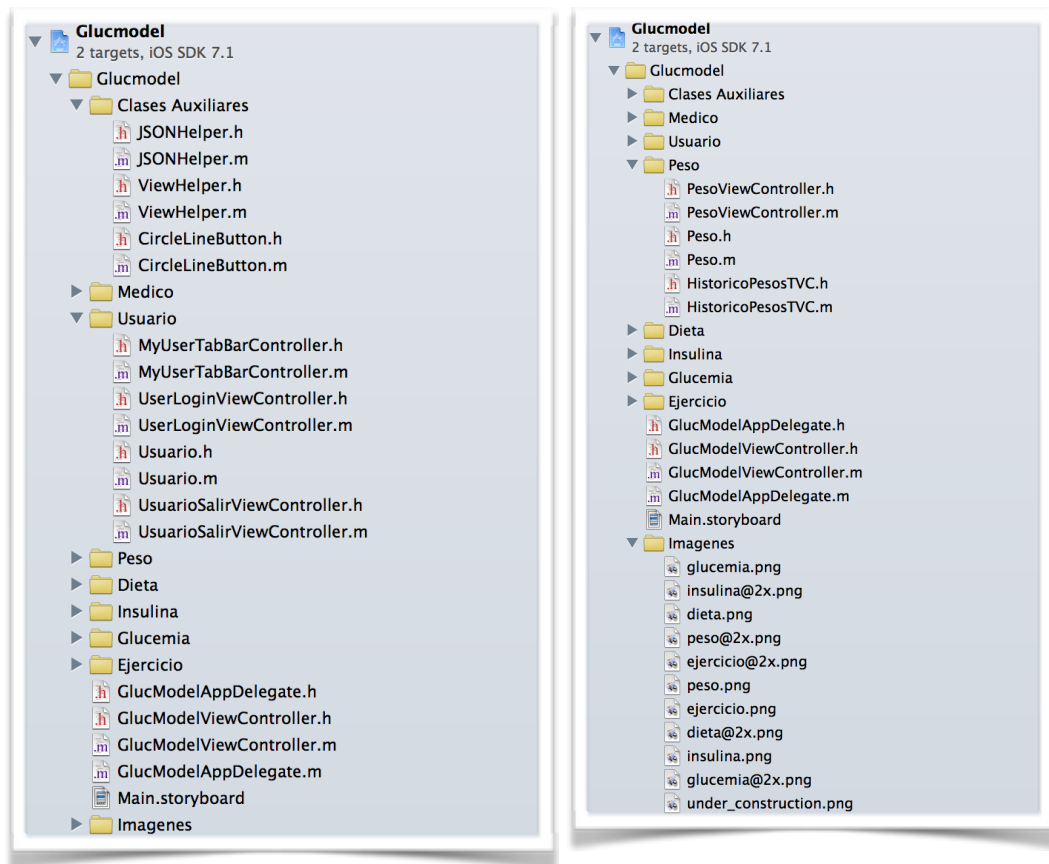 Glucmodel
2 targets, iOS SDK 7.1
Glucmodel
Clases Auxiliares
JSONHelper.h
JSONHelper.m
ViewHelper.h
ViewHelper.m
CircleLineButton.h
CircleLineButton.m
Medico
Usuario
MyUserTabBarController.h
MyUserTabBarController.m
UserLoginViewController.h
UserLoginViewController.m
Usuario.h
Usuario.m
UsuarioSalirViewController.h
UsuarioSalirViewController.m
Peso
Dieta
Insulina
Glucemia
Ejercicio
GlucModelAppDelegate.h
GlucModelViewController.h
GlucModelViewController.m
GlucModelAppDelegate.m
Main.storyboard
Imagenes
Glucmodel
2 targets, iOS SDK 7.1
Glucmodel
Clases Auxiliares
Medico
Usuario
Peso
PesoViewController.h
PesoViewController.m
Peso.h
Peso.m
HistoricoPesosTVC.h
HistoricoPesosTVC.m
Dieta
Insulina
Glucemia
Ejercicio
GlucModelAppDelegate.h
GlucModelViewController.h
GlucModelViewController.m
GlucModelAppDelegate.m
Main.storyboard
Imagenes
glucemia.png
insulina@2x.png
dieta.png
peso@2x.png
ejercicio@2x.png
peso.png
ejercicio.png
dieta@2x.png
insulina.png
glucemia@2x.png
under_construction.png